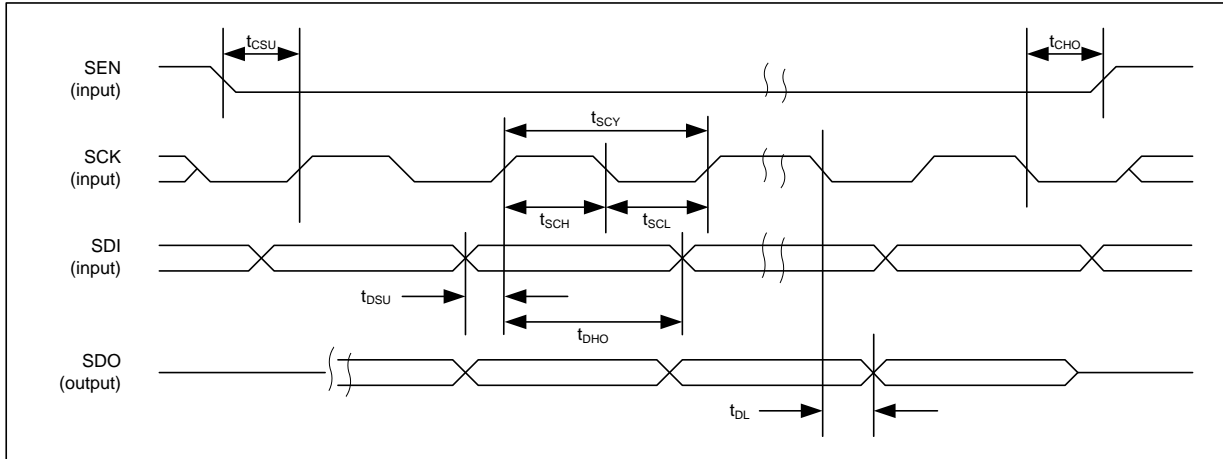 tCSU
tCHO
SEN
(input)
tSCY
SCK
(input)
tSCH
tSCL
SDI
(input)
tDSU
tDHO
SDO
(output)
tDL